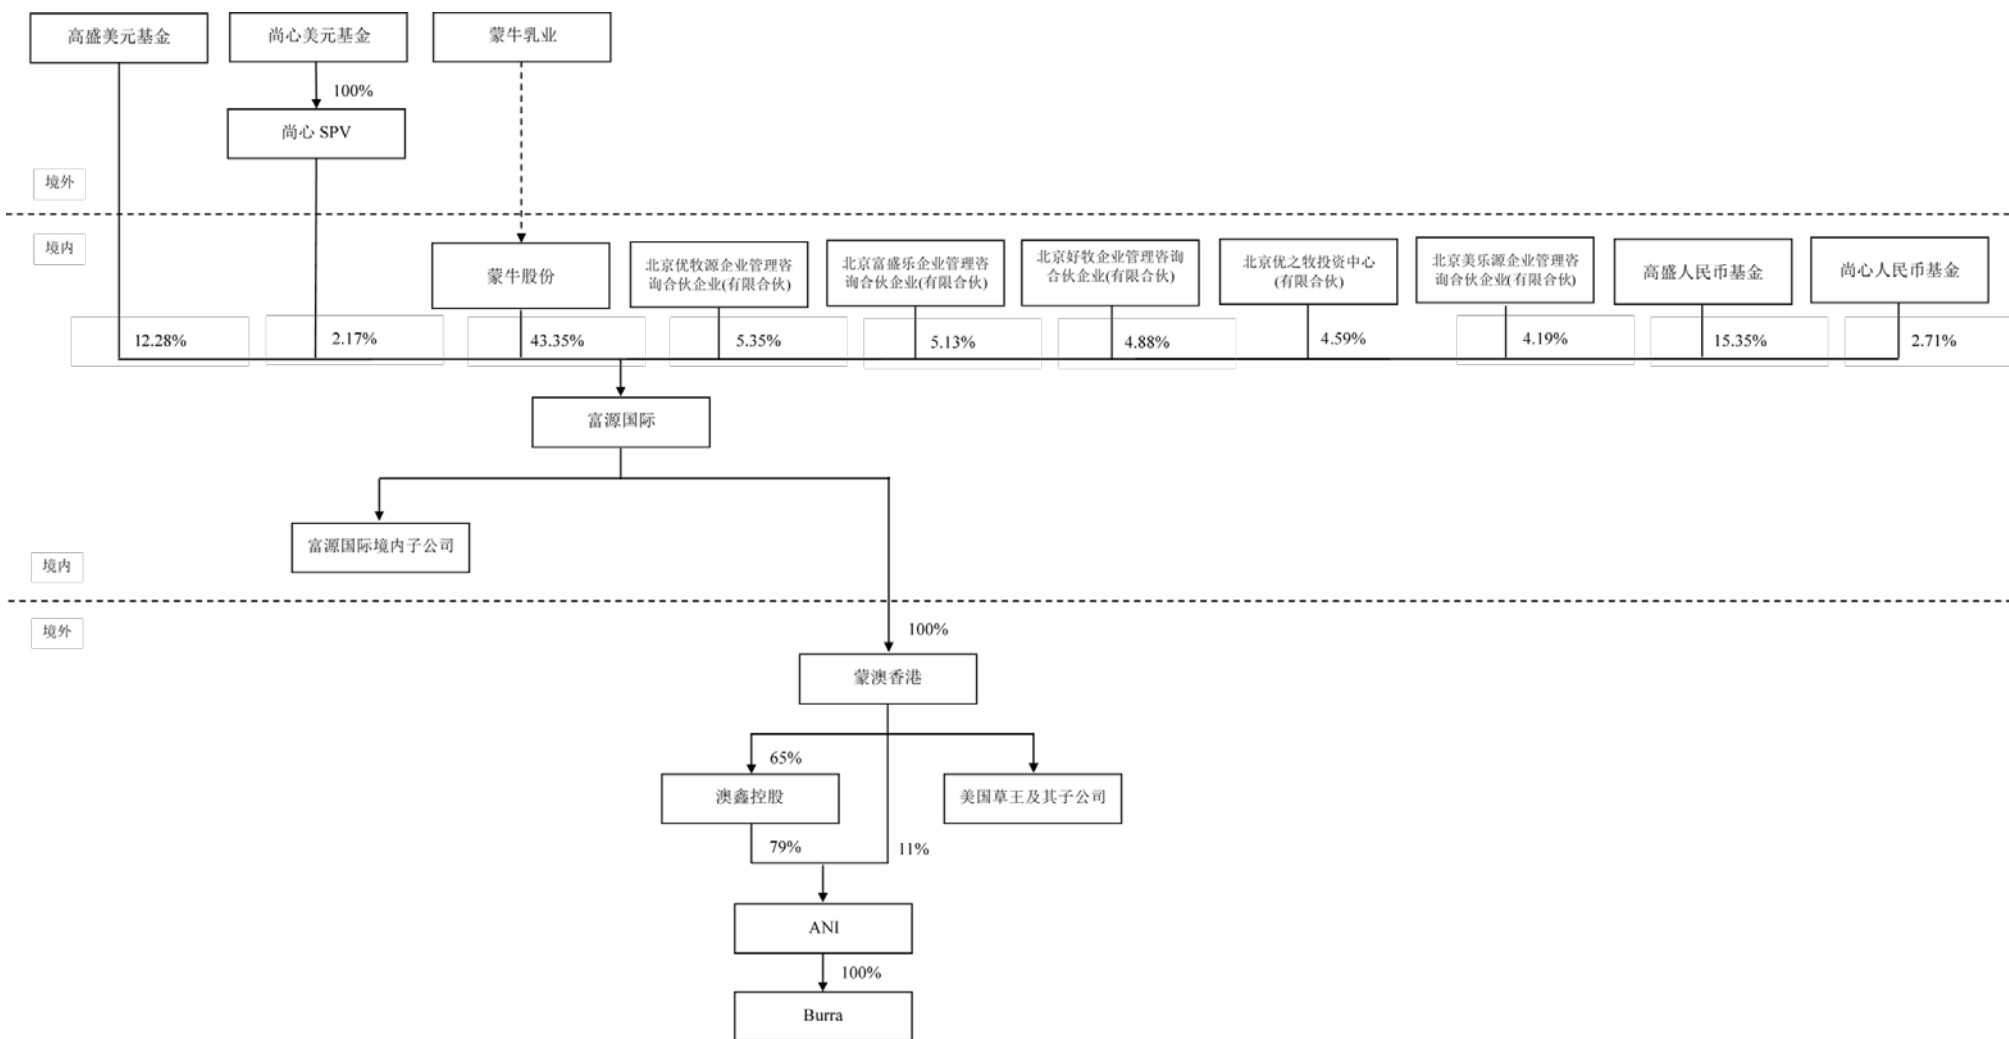 高盛美元基金
尚心美元基金
蒙牛乳业
100%
尚心 SPV
境外
境内
蒙牛股份
北京优牧源企业管理咨
询合伙企业(有限合伙)
北京富盛乐企业管理咨
询合伙企业(有限合伙)
北京好牧企业管理咨询
合伙企业(有限合伙)
北京优之牧投资中心
(有限合伙)
北京美乐源企业管理咨
询合伙企业(有限合伙)
高盛人民币基金
尚心人民币基金
12.28%
2.17%
43.35%
5.35%
5.13%
4.88%
4.59%
4.19%
15.35%
2.71%
富源国际
富源国际境内子公司
境内
境外
100%
蒙澳香港
65%
澳鑫控股
美国草王及其子公司
79%
11%
ANI
100%
Burra